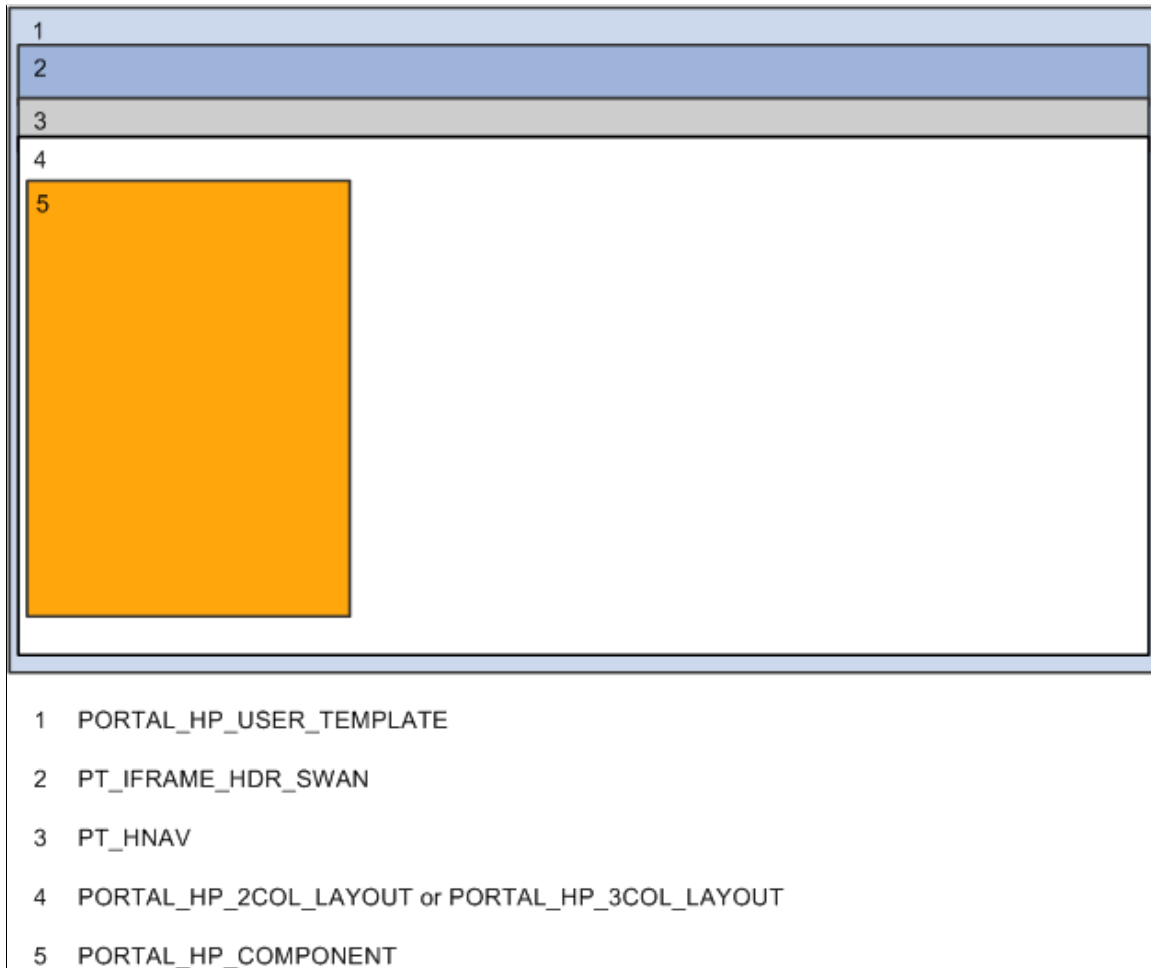 1
2
3
4
5
1 PORTAL_HP_USER_TEMPLATE
2 PT_IFRAME_HDR_SWAN
3 PT_HNAV
4 PORTAL_HP_2COL_LAYOUT or PORTAL_HP_3COL_LAYOUT
5 PORTAL_HP_COMPONENT